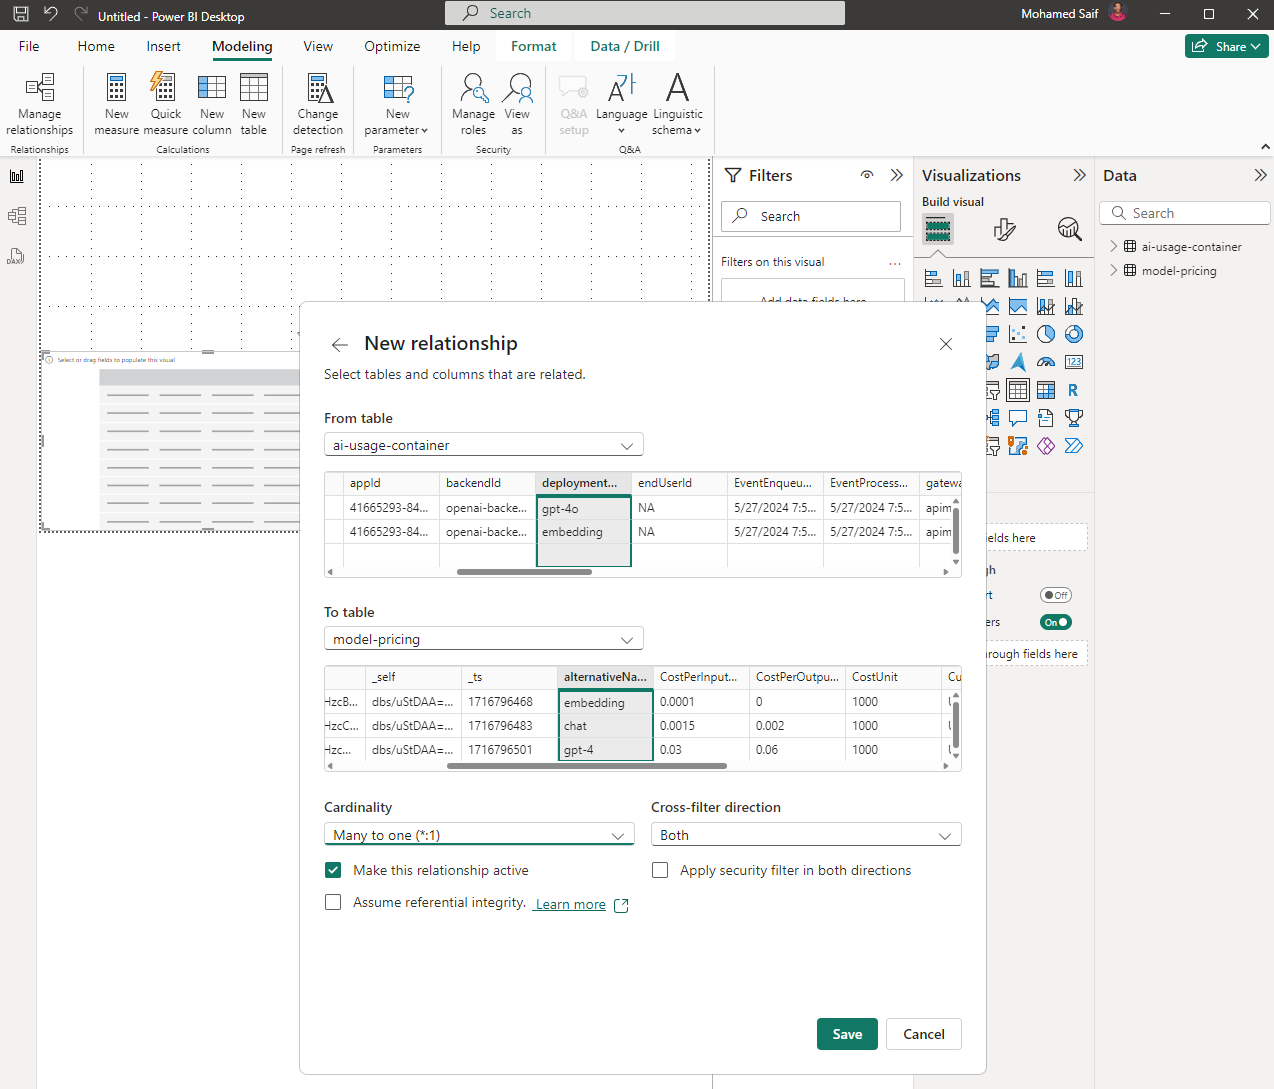 Untitled - Power BI Desktop
Search
Mohamed Saif
File Home Insert Modeling View Optimize Help Format Data / Drill
Share
Manage relationships
New measure
Quick measure
New column
New table
Change detection
New parameter
Manage roles
View as
Q&A setup
Language
Linguistic schema
Relationships
Calculations
Page refresh
Parameters
Security
Q&A
DAX
Select or drag fields to populate this visual
Filters
Search
Filters on this visual
...
Add data fields here
Visualizations
Build visual
123
R
Data
Search
ai-usage-container
model-pricing
New relationship
Select tables and columns that are related.
From table
ai-usage-container
appId backendId deployment... endUserId EventEnqueu... EventProcess... gatewa
41665293-84... openai-backe... gpt-4o NA 5/27/2024 7:5... 5/27/2024 7:5... apim
41665293-84... openai-backe... embedding NA 5/27/2024 7:5... 5/27/2024 7:5... apim
To table
model-pricing
_self _ts alternativeNa... CostPerInput... CostPerOutpu... CostUnit Cu
HzcB... dbs/uStDAA=... 1716796468 embedding 0.0001 0 1000
HzcC... dbs/uStDAA=... 1716796483 chat 0.0015 0.002 1000
Hzc... dbs/uStDAA=... 1716796501 gpt-4 0.03 0.06 1000
Cardinality
Many to one (*:1)
Cross-filter direction
Both
Make this relationship active
Apply security filter in both directions
Assume referential integrity. Learn more
Save
Cancel
ields here
gh
rt
Off
ers
On
hrough fields here